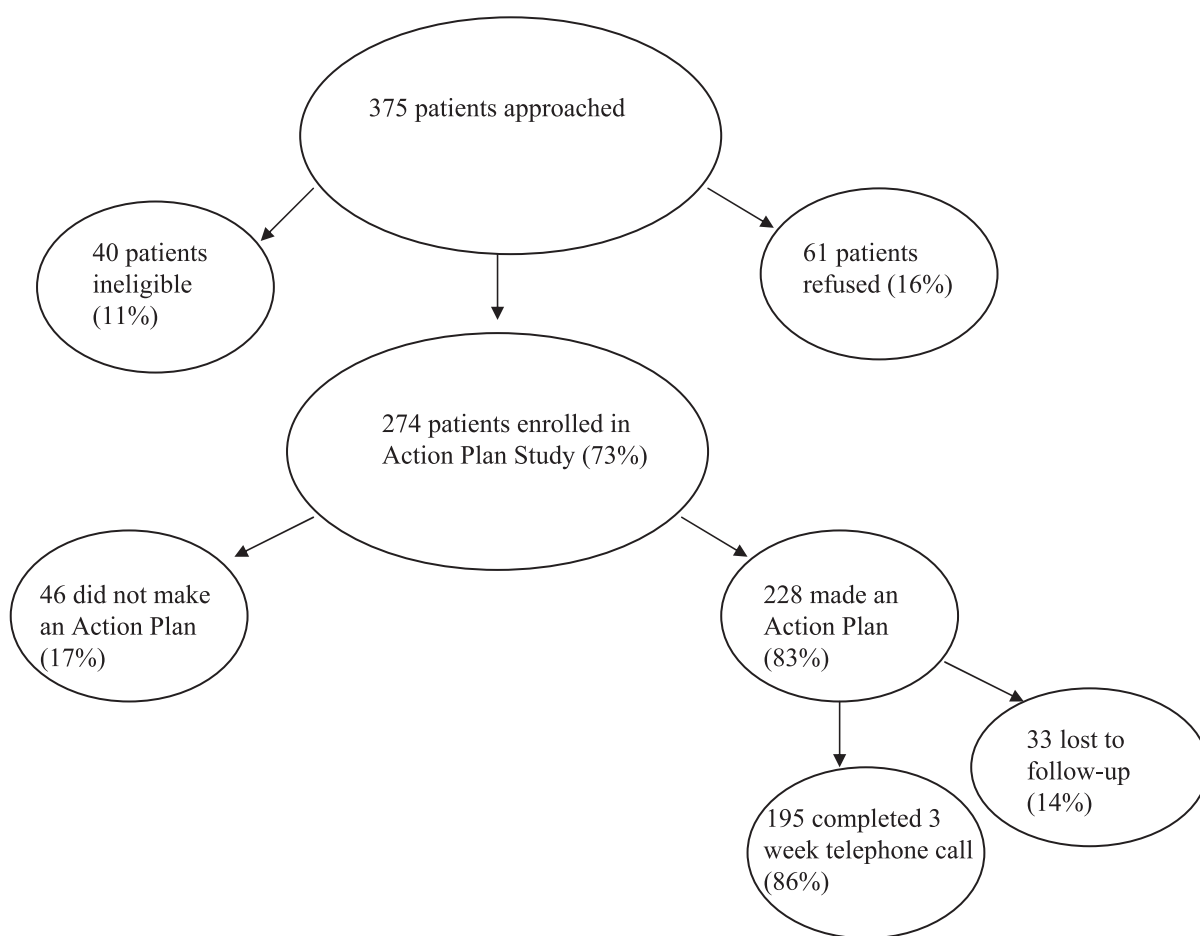 375 patients approached
40 patients
ineligible
(11%)
61 patients
refused (16%)
274 patients enrolled in
Action Plan Study (73%)
46 did not make
an Action Plan
(17%)
228 made an
Action Plan
(83%)
33 lost to
follow-up
(14%)
195 completed 3
week telephone call
(86%)